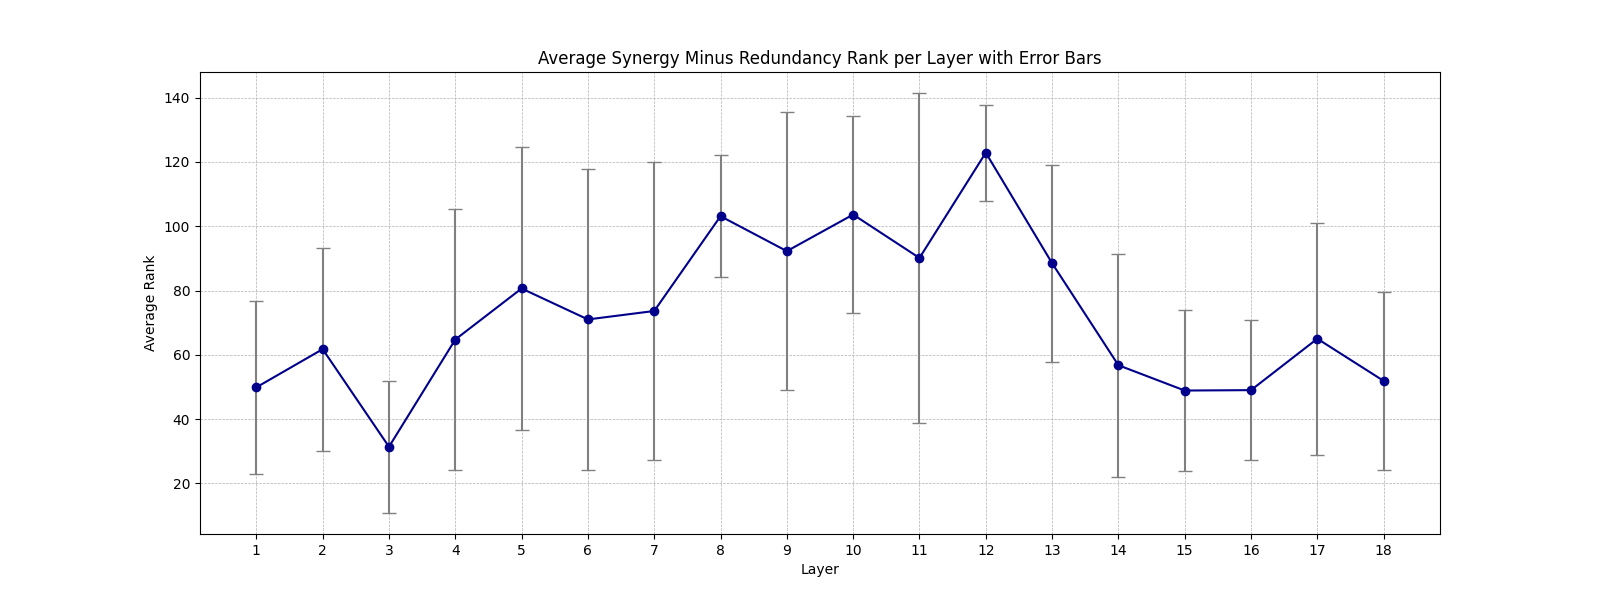 Average Synergy Minus Redundancy Rank per Layer with Error Bars
140
120
100
80
60
40
20
Average Rank
1 2 3 4 5 6 7 8 9 10 11 12 13 14 15 16 17 18
Layer